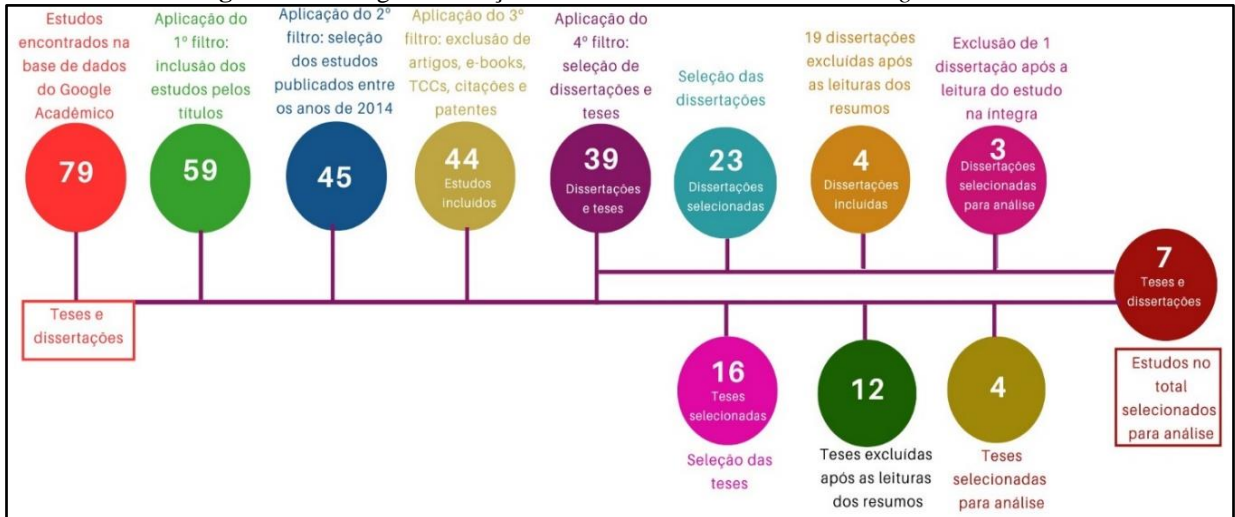 Estudos
encontrados na
base de dados
do Google
Acadêmico
79
Teses e
dissertações
Aplicação do
1º filtro:
inclusão dos
estudos pelos
títulos
59
Aplicação do 2º
filtro: seleção
dos estudos
publicados entre
os anos de 2014
45
Aplicação do 3º
filtro: exclusão de
artigos, e-books,
TCCs, citações e
patentes
44
Estudos
incluídos
Aplicação do
4º filtro:
seleção de
dissertações e
teses
39
Dissertações
e teses
Seleção das
dissertações
23
Dissertações
selecionadas
19 dissertações
excluídas após
as leituras dos
resumos
4
Dissertações
incluídas
Exclusão de 1
dissertação após a
leitura do estudo
na íntegra
3
Dissertações
selecionadas
para análise
16
Teses
selecionadas
Seleção das
teses
12
Teses excluídas
após as leituras
dos resumos
4
Teses
selecionadas
para análise
7
Teses e
dissertações
Estudos no
total
selecionados
para análise